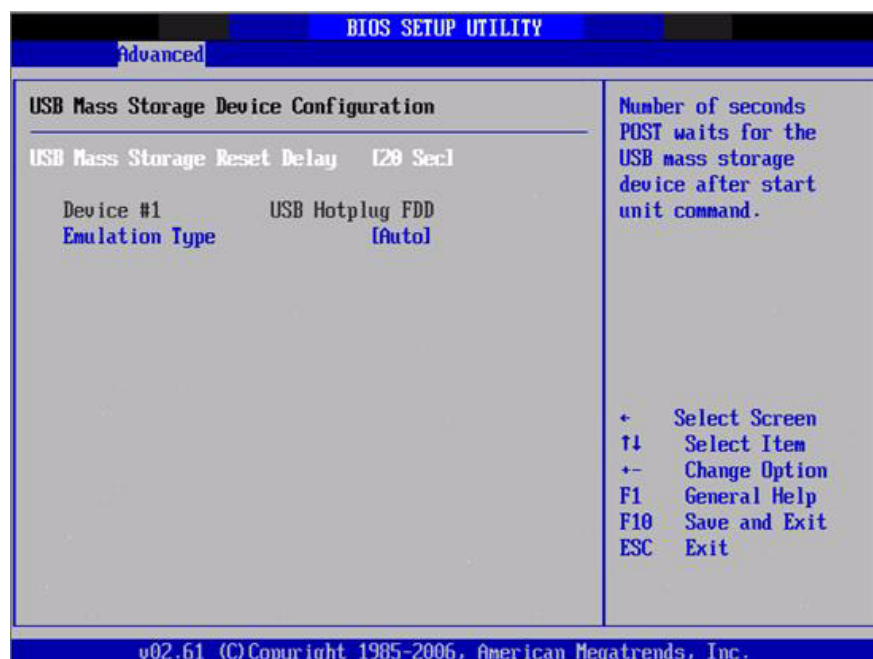 BIOS SETUP UTILITY
Advanced
USB Mass Storage Device Configuration
USB Mass Storage Reset Delay [20 Sec]
Device #1 USB Hotplug FDD
Emulation Type [Auto]
Number of seconds
POST waits for the
USB mass storage
device after start
unit command.
← Select Screen
↑↓ Select Item
+- Change Option
F1 General Help
F10 Save and Exit
ESC Exit
v02.61 (C)Copyright 1985-2006, American Megatrends, Inc.